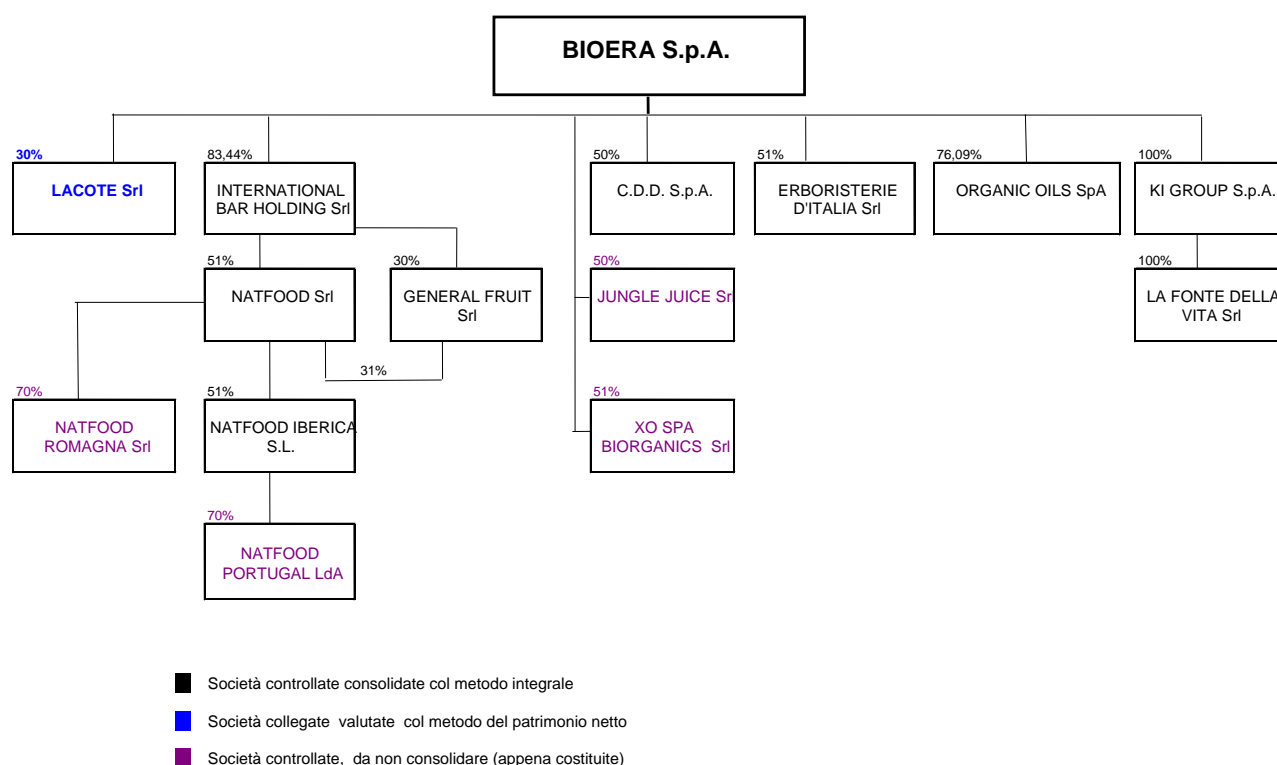 BIOERA S.p.A.
30%
LACOTE Srl
83,44%
INTERNATIONAL
BAR HOLDING Srl
50%
C.D.D. S.p.A.
51%
ERBORISTERIE
D'ITALIA Srl
76,09%
ORGANIC OILS SpA
100%
KI GROUP S.p.A.
51%
NATFOOD Srl
30%
GENERAL FRUIT
Srl
50%
JUNGLE JUICE Srl
100%
LA FONTE DELLA
VITA Srl
31%
70%
NATFOOD
ROMAGNA Srl
51%
NATFOOD IBERICA
S.L.
51%
XO SPA
BIORGANICS Srl
70%
NATFOOD
PORTUGAL LdA
Società controllate consolidate col metodo integrale
Società collegate valutate col metodo del patrimonio netto
Società controllate, da non consolidare (appena costituite)